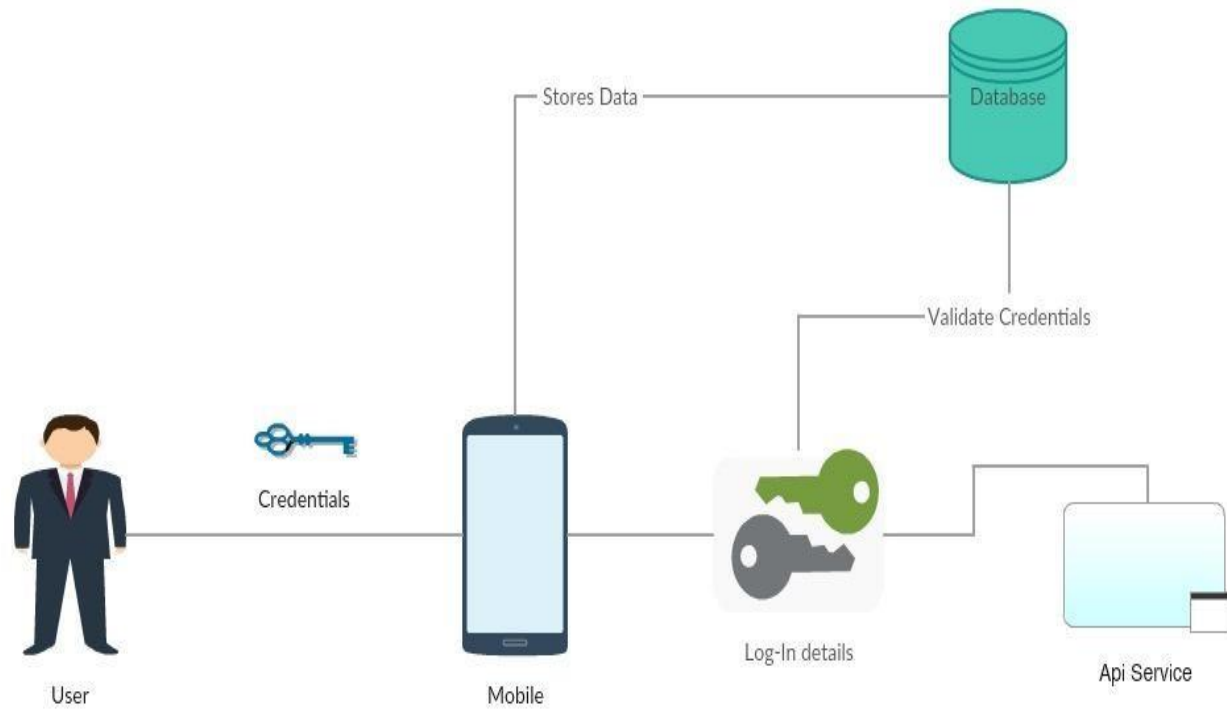 Stores Data
Database
Validate Credentials
Credentials
Log-In details
Api Service
User
Mobile